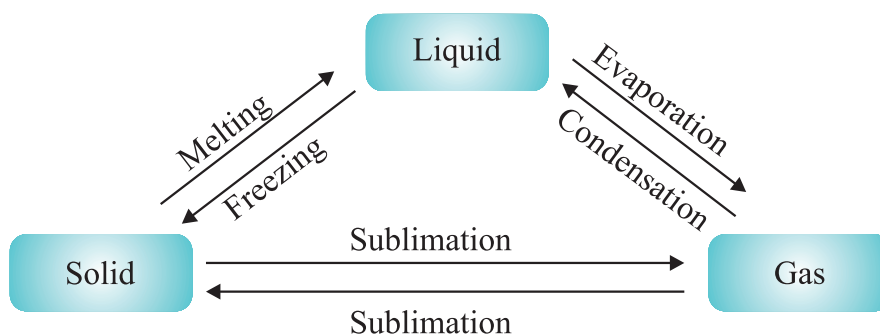 Liquid
Melting
Freezing
Evaporation
Condensation
Sublimation
Solid
Gas
Sublimation